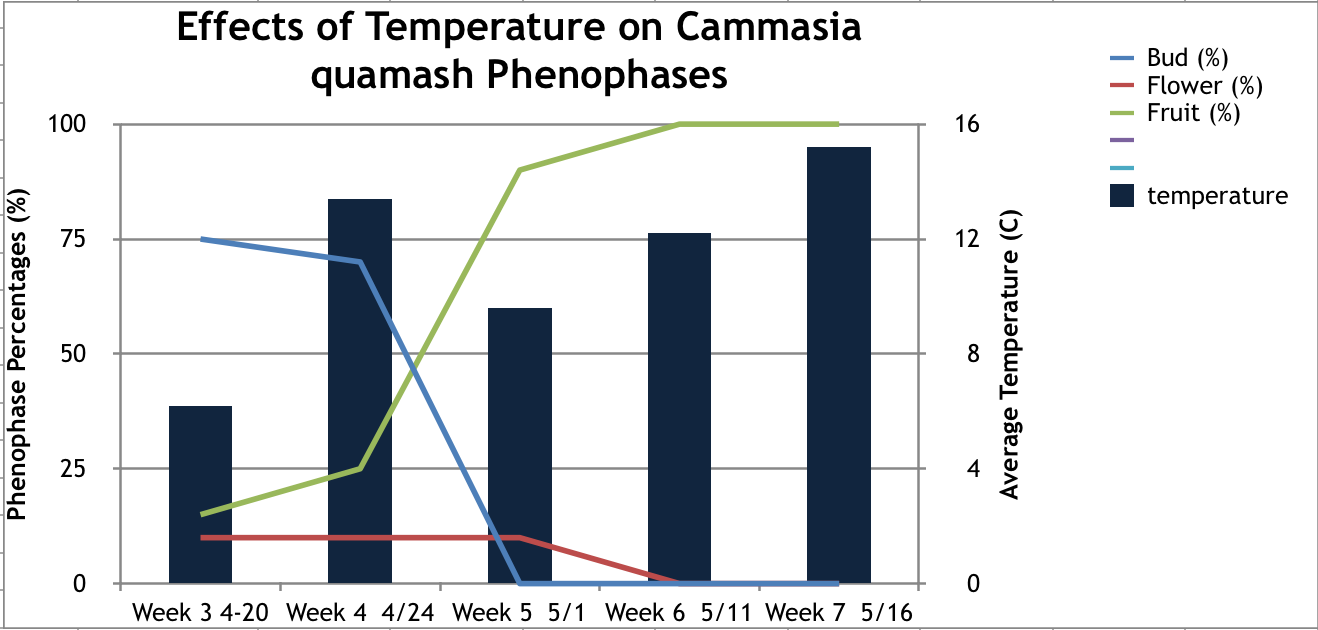 Effects of Temperature on Cammasia
quamash Phenophases
Bud (%)
Flower (%)
Fruit (%)
temperature
Phenophase Percentages (%)
100
75
50
25
0
16
12
8
4
0
Average Temperature (C)
Week 3 4-20
Week 4 4/24
Week 5 5/1
Week 6 5/11
Week 7 5/16